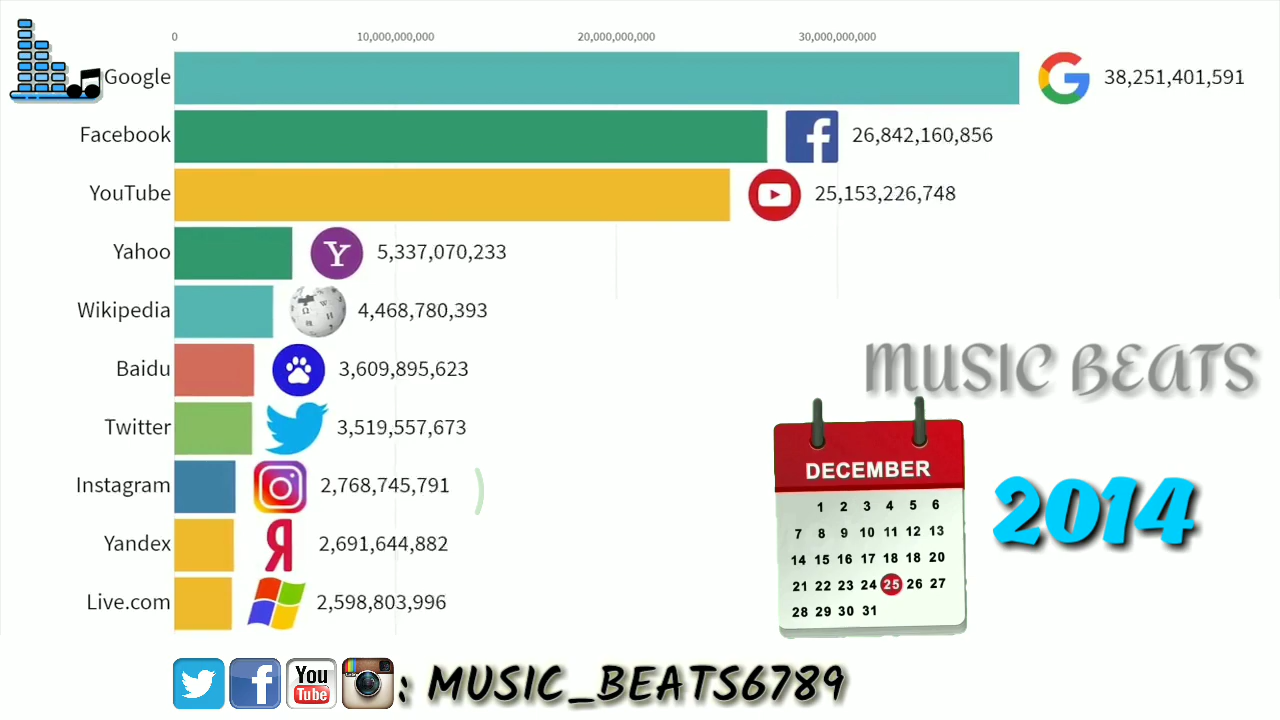 0 10,000,000,000 20,000,000,000 30,000,000,000
Google 38,251,401,591
Facebook 26,842,160,856
YouTube 25,153,226,748
Yahoo Y 5,337,070,233
Wikipedia 4,468,780,393
Baidu 3,609,895,623
Twitter 3,519,557,673
Instagram 2,768,745,791
Yandex Я 2,691,644,882
Live.com 2,598,803,996
MUSIC BEATS
DECEMBER
1 2 3 4 5 6
7 8 9 10 11 12 13
14 15 16 17 18 18 20
21 22 23 24 25 26 27
28 29 30 31
2014
You Tube : MUSIC_BEATS6789